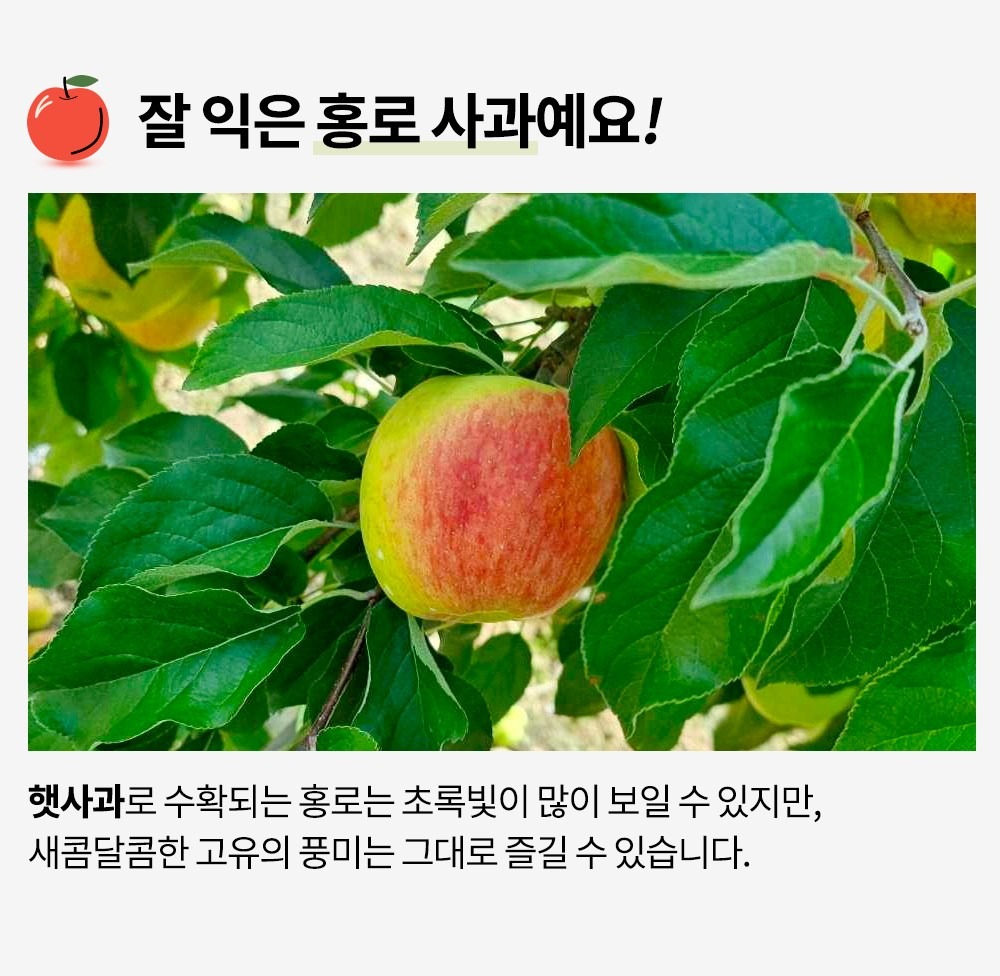 잘 익은 홍로 사과예요!
햇사과로 수확되는 홍로는 초록빛이 많이 보일 수 있지만,
새콤달콤한 고유의 풍미는 그대로 즐길 수 있습니다.